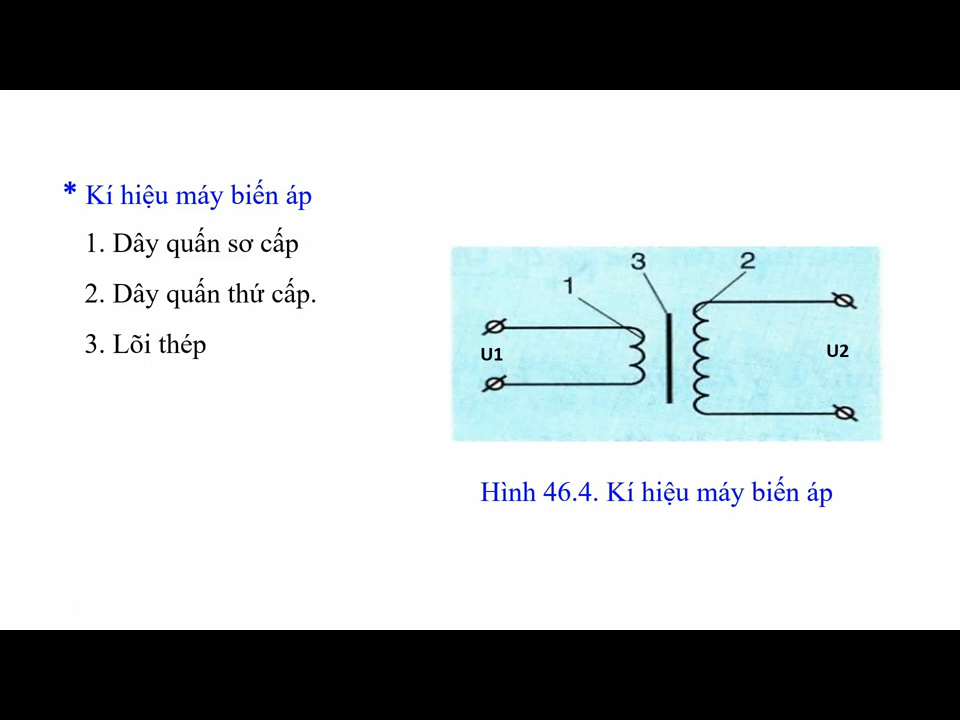 * Kí hiệu máy biến áp
1. Dây quấn sơ cấp
2. Dây quấn thứ cấp.
3. Lõi thép
3
2
1
U1
U2
Hình 46.4. Kí hiệu máy biến áp